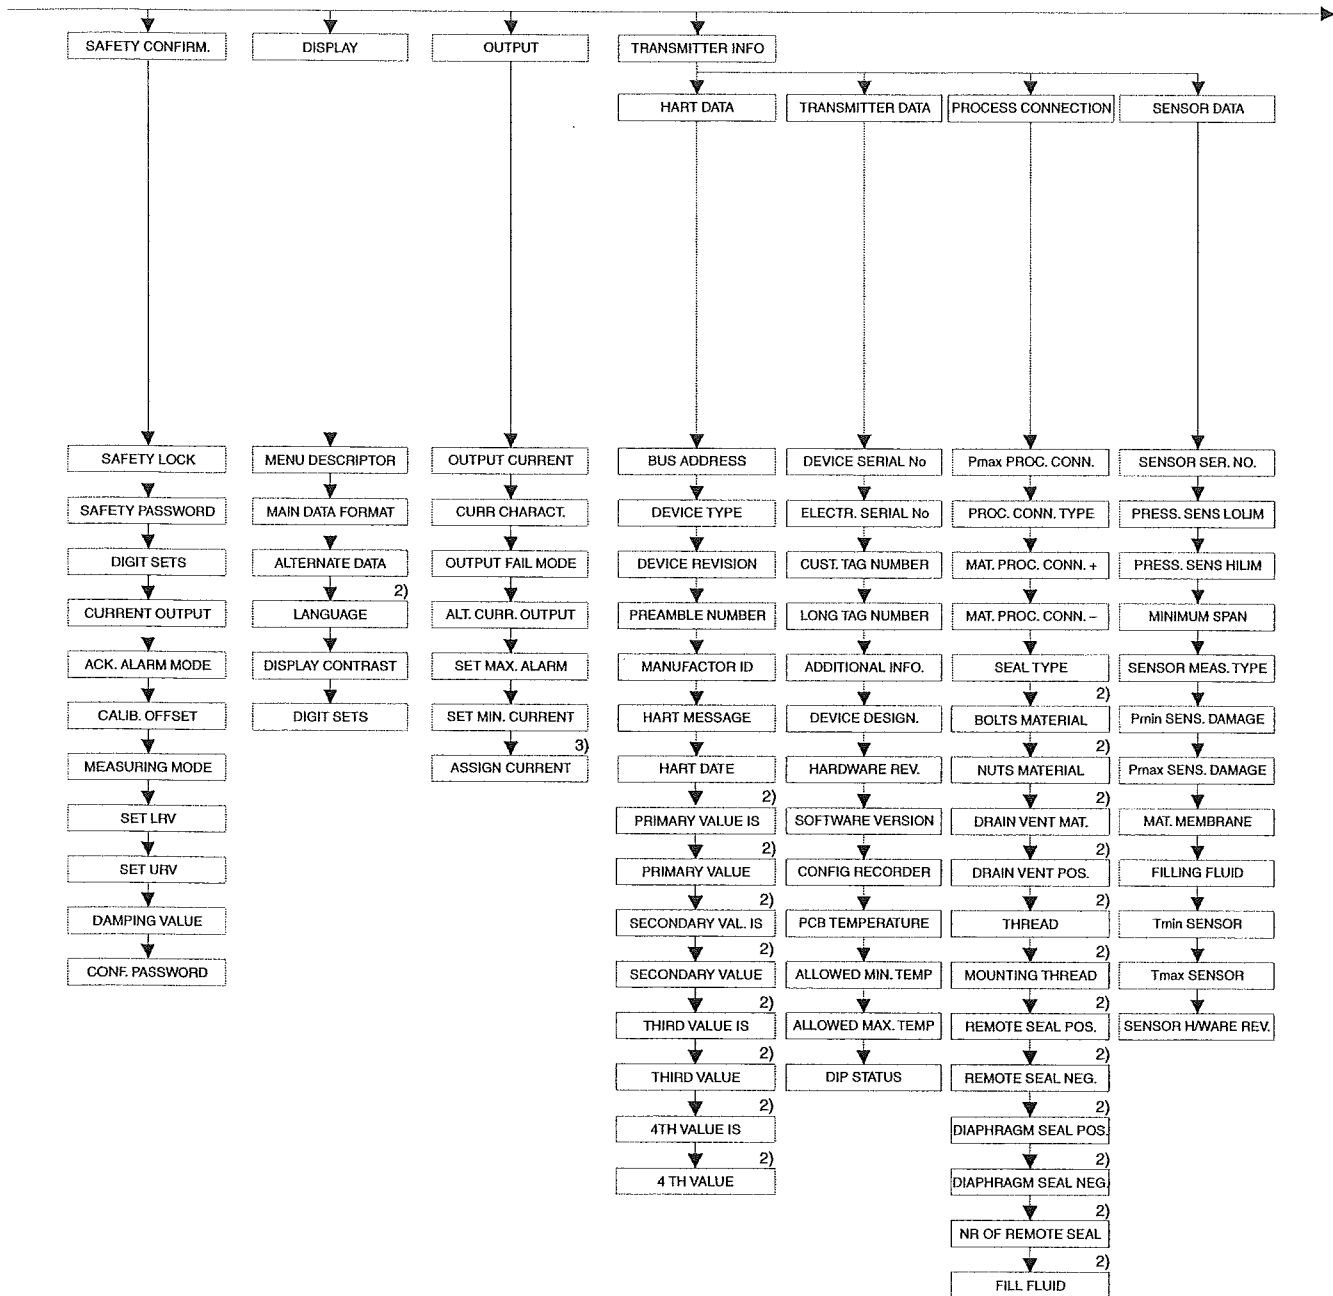 SAFETY CONFIRM.
DISPLAY
OUTPUT
TRANSMITTER INFO
HART DATA
TRANSMITTER DATA
PROCESS CONNECTION
SENSOR DATA
SAFETY LOCK
SAFETY PASSWORD
DIGIT SETS
CURRENT OUTPUT
ACK. ALARM MODE
CALIB. OFFSET
MEASURING MODE
SET LRV
SET URV
DAMPING VALUE
CONF. PASSWORD
MENU DESCRIPTOR
MAIN DATA FORMAT
ALTERNATE DATA
2)
LANGUAGE
DISPLAY CONTRAST
DIGIT SETS
OUTPUT CURRENT
CURR CHARACT.
OUTPUT FAIL MODE
ALT. CURR. OUTPUT
SET MAX. ALARM
SET MIN. CURRENT
3)
ASSIGN CURRENT
BUS ADDRESS
DEVICE TYPE
DEVICE REVISION
PREAMBLE NUMBER
MANUFACTOR ID
HART MESSAGE
HART DATE
2)
PRIMARY VALUE IS
2)
PRIMARY VALUE
2)
SECONDARY VAL. IS
2)
SECONDARY VALUE
2)
THIRD VALUE IS
2)
THIRD VALUE
2)
4TH VALUE IS
2)
4 TH VALUE
DEVICE SERIAL No
ELECTR. SERIAL No
CUST. TAG NUMBER
LONG TAG NUMBER
ADDITIONAL INFO.
DEVICE DESIGN.
HARDWARE REV.
SOFTWARE VERSION
CONFIG RECORDER
PCB TEMPERATURE
ALLOWED MIN. TEMP
ALLOWED MAX. TEMP
DIP STATUS
Pmax PROC. CONN.
PROC. CONN. TYPE
MAT. PROC. CONN. +
MAT. PROC. CONN. –
SEAL TYPE
2)
BOLTS MATERIAL
2)
NUTS MATERIAL
2)
DRAIN VENT MAT.
2)
DRAIN VENT POS.
2)
THREAD
2)
MOUNTING THREAD
2)
REMOTE SEAL POS.
2)
REMOTE SEAL NEG.
2)
DIAPHRAGM SEAL POS.
2)
DIAPHRAGM SEAL NEG.
2)
NR OF REMOTE SEAL
2)
FILL FLUID
SENSOR SER. NO.
PRESS. SENS LOLIM
PRESS. SENS HILIM
MINIMUM SPAN
SENSOR MEAS. TYPE
Pmin SENS. DAMAGE
Pmax SENS. DAMAGE
MAT. MEMBRANE
FILLING FLUID
Tmin SENSOR
Tmax SENSOR
SENSOR H/WARE REV.